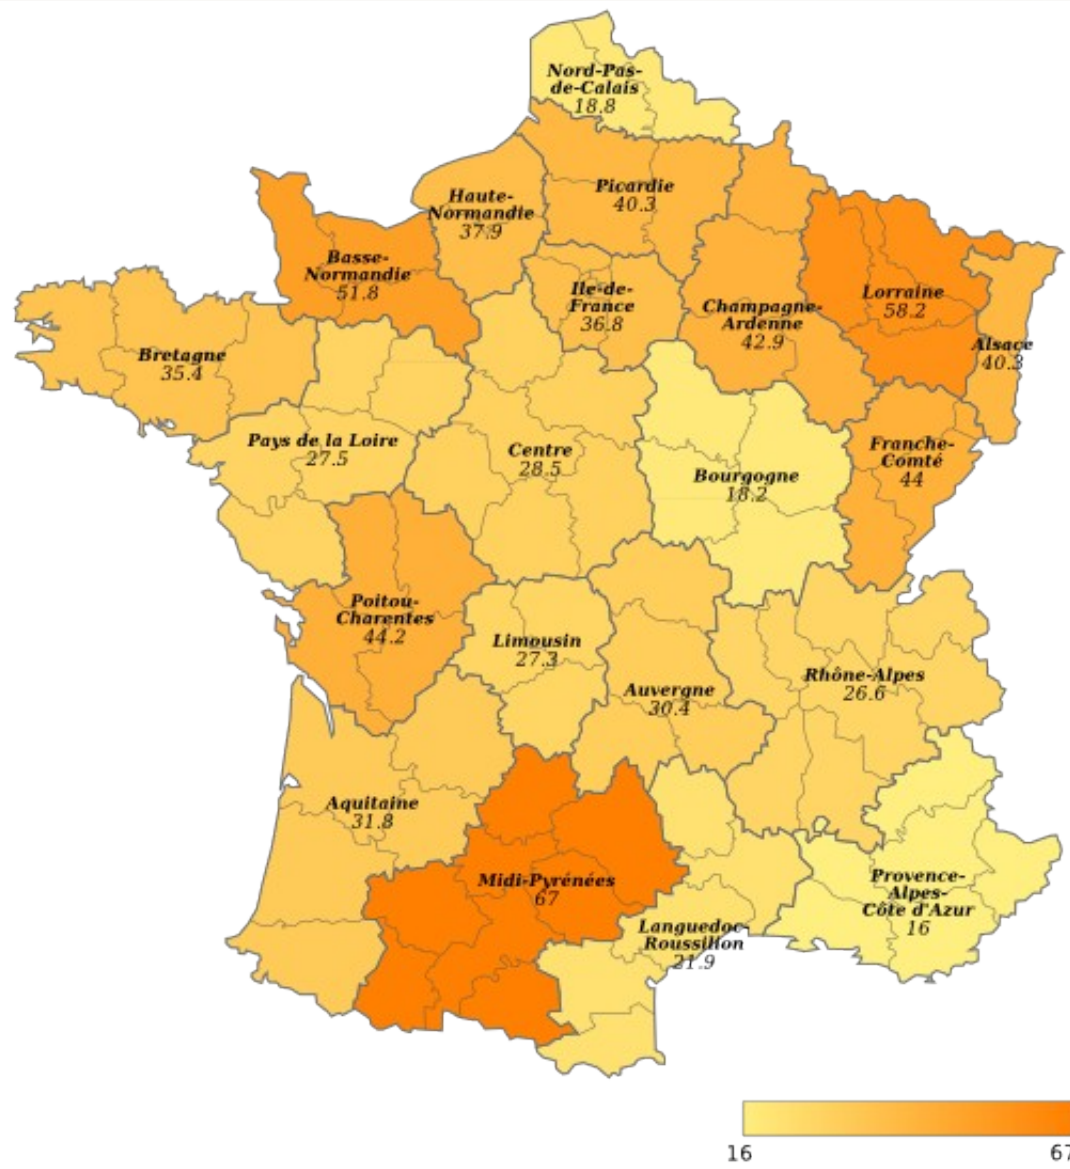 Nord-Pas-
de-Calais
18.8
Picardie
40.3
Haute-
Normandie
37.9
Basse-
Normandie
51.8
Ile-de-
France
36.8
Champagne-
Ardenne
42.9
Lorraine
58.2
Alsace
40.3
Bretagne
35.4
Pays de la Loire
27.5
Centre
28.5
Bourgogne
18.2
Franche-
Comté
44
Poitou-
Charentes
44.2
Limousin
27.3
Auvergne
30.4
Rhône-Alpes
26.6
Aquitaine
31.8
Midi-Pyrénées
67
Languedoc-
Roussillon
21.9
Provence-
Alpes-
Côte d'Azur
16
16 67